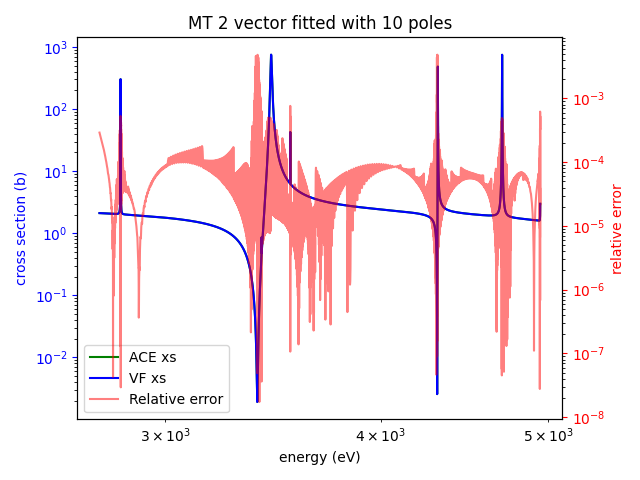 MT 2 vector fitted with 10 poles
cross section (b)
10³
10²
10¹
10⁰
10⁻¹
10⁻²
ACE xs
VF xs
Relative error
3 × 10³
4 × 10³
5 × 10³
energy (eV)
10⁻³
10⁻⁴
10⁻⁵
10⁻⁶
10⁻⁷
10⁻⁸
relative error